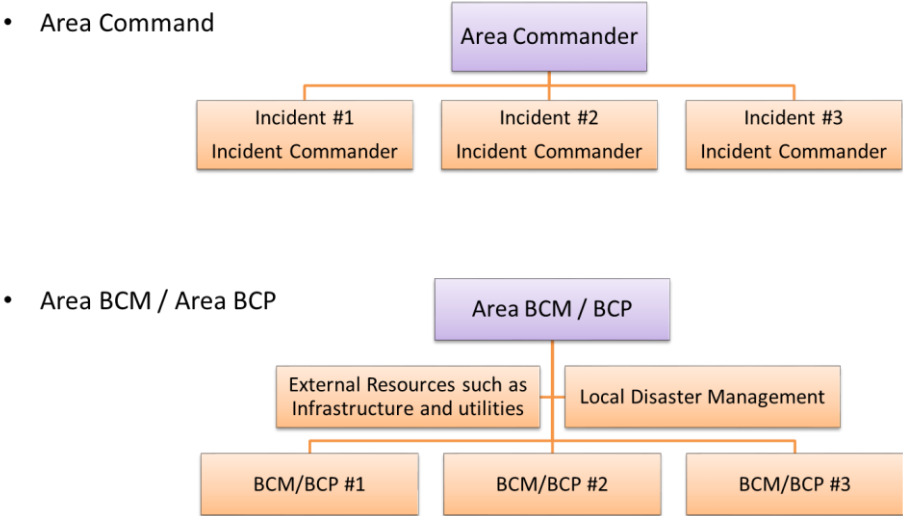 • Area Command
Area Commander
Incident #1
Incident Commander
Incident #2
Incident Commander
Incident #3
Incident Commander
• Area BCM / Area BCP
Area BCM / BCP
External Resources such as
Infrastructure and utilities
Local Disaster Management
BCM/BCP #1
BCM/BCP #2
BCM/BCP #3